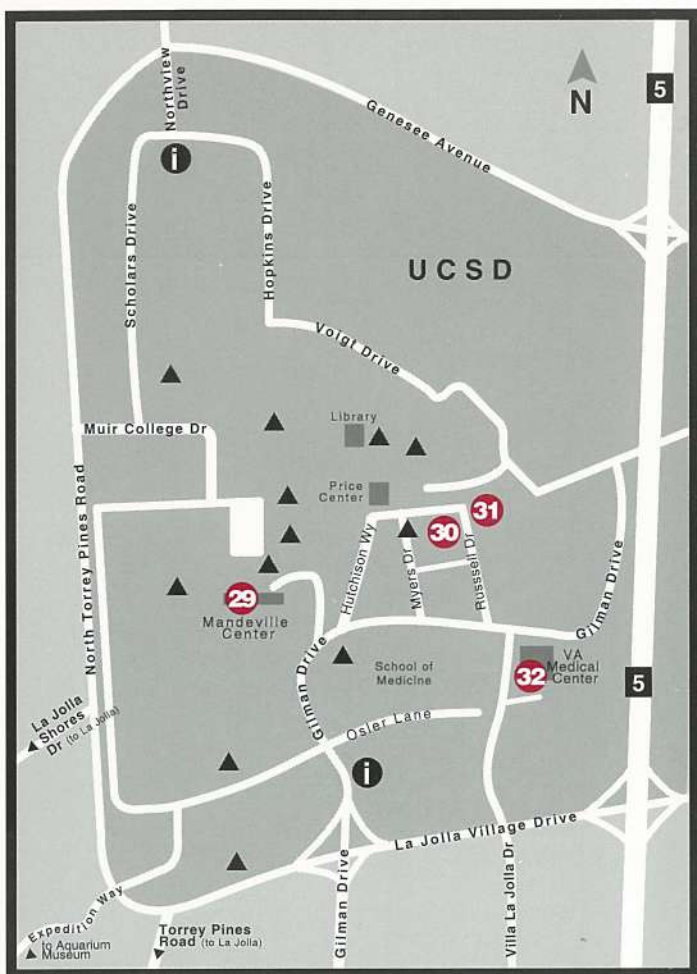 5
N
Northview
Drive
Genesee Avenue
i
Scholars Drive
Hopkins Drive
UCSD
Voigt Drive
Library
Muir College Dr
Price
Center
31
30
North Torrey Pines Road
Hutchison Wy
Myers Dr
Russsell Dr
Gilman Drive
29
Mandeville
Center
Gilman Drive
School of
Medicine
VA
Medical
Center
32
5
La Jolla
Shores
Dr (to La Jolla)
Osler Lane
i
La Jolla Village Drive
Expedition Way
to Aquarium
Museum
Torrey Pines
Road (to La Jolla)
Gilman Drive
Villa La Jolla Dr